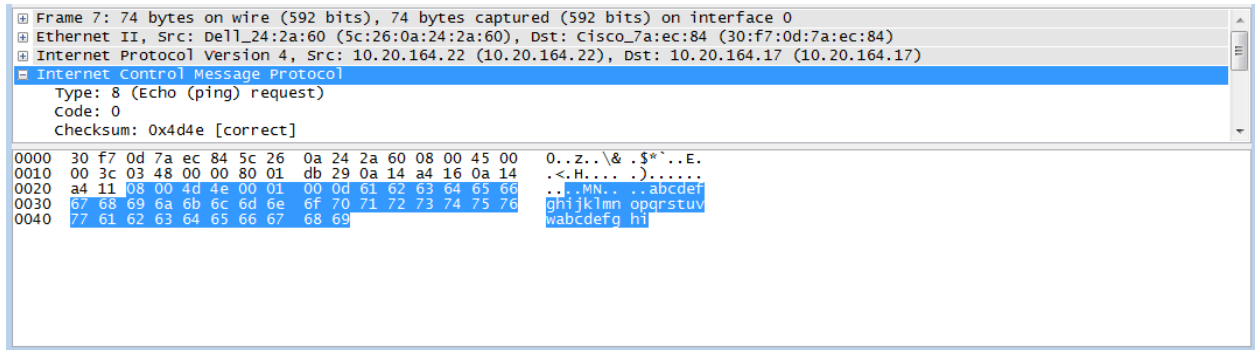 Frame 7: 74 bytes on wire (592 bits), 74 bytes captured (592 bits) on interface 0
Ethernet II, Src: Dell_24:2a:60 (5c:26:0a:24:2a:60), Dst: Cisco_7a:ec:84 (30:f7:0d:7a:ec:84)
Internet Protocol Version 4, Src: 10.20.164.22 (10.20.164.22), Dst: 10.20.164.17 (10.20.164.17)
Internet Control Message Protocol
Type: 8 (Echo (ping) request)
Code: 0
Checksum: 0x4d4e [correct]
0000 30 f7 0d 7a ec 84 5c 26 0a 24 2a 60 08 00 45 00 0..z..\& .$*`..E.
0010 00 3c 03 48 00 00 80 01 db 29 0a 14 a4 16 0a 14 .<.H.... .)......
0020 a4 11 08 00 4d 4e 00 01 00 0d 61 62 63 64 65 66 ....MN.. ..abcdef
0030 67 68 69 6a 6b 6c 6d 6e 6f 70 71 72 73 74 75 76 ghijklmn opqrstuv
0040 77 61 62 63 64 65 66 67 68 69 wabcdefg hi